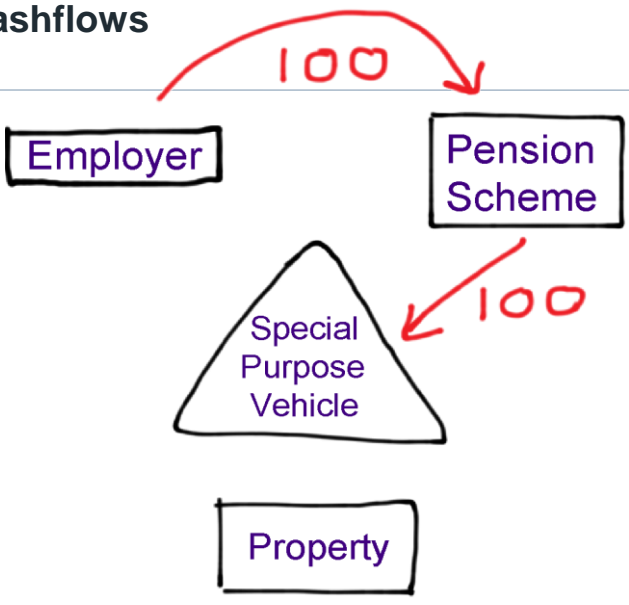 ashflows
100
Employer
Pension
Scheme
100
Special
Purpose
Vehicle
Property